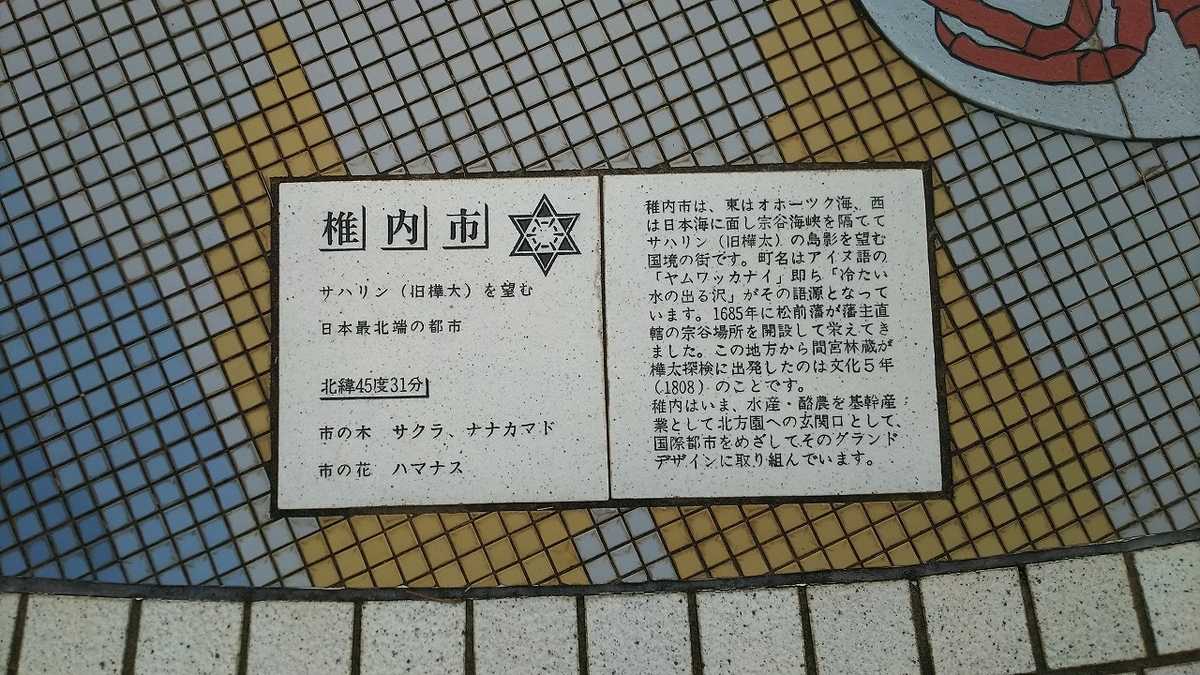 稚内市
サハリン（旧樺太）を望む
日本最北端の都市
北緯45度31分
市の木　サクラ、ナナカマド
市の花　ハマナス
稚内市は、東はオホーツク海、西
は日本海に面し宗谷海峡を隔てて
サハリン（旧樺太）の島影を望む
国境の街です。町名はアイヌ語の
「ヤムワッカナイ」即ち「冷たい
水の出る沢」がその語源となって
います。1685年に松前藩が藩主直
轄の宗谷場所を開設して栄えてき
ました。この地方から間宮林蔵が
樺太探検に出発したのは文化5年
（1808）のことです。
稚内はいま、水産・酪農を基幹産
業として北方圏への玄関口として、
国際都市をめざしてそのグランド
デザインに取り組んでいます。